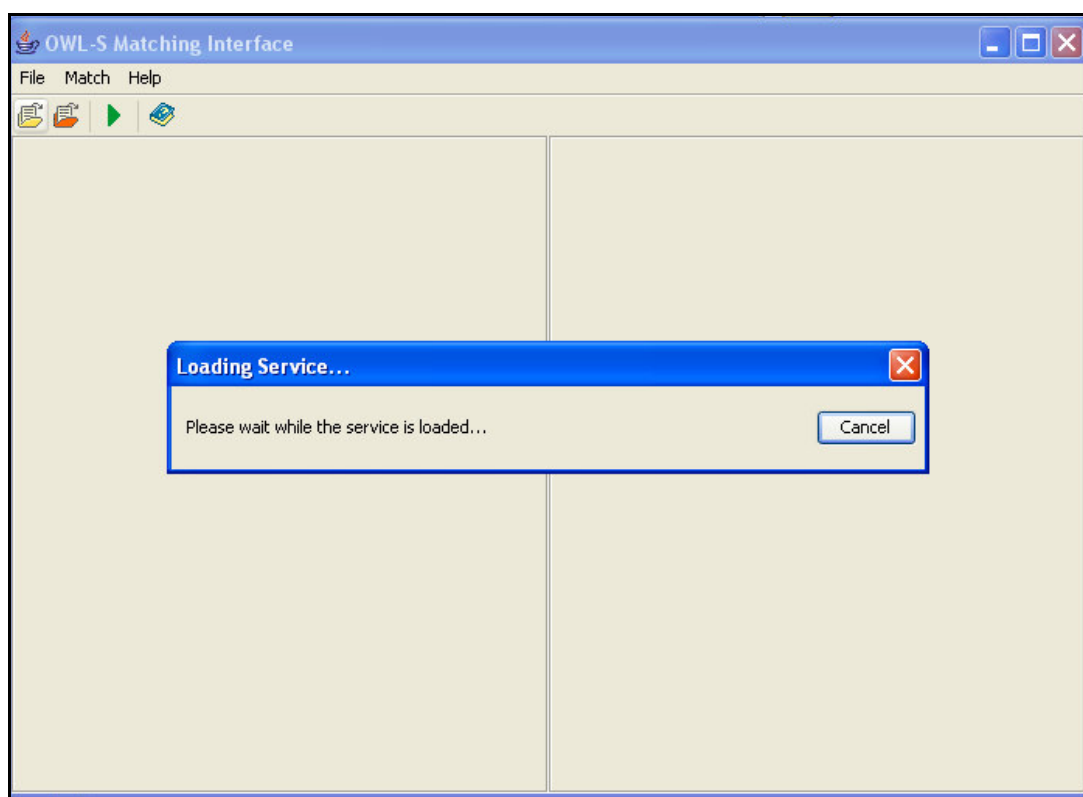 OWL-S Matching Interface
File Match Help
Loading Service...
Please wait while the service is loaded...
Cancel